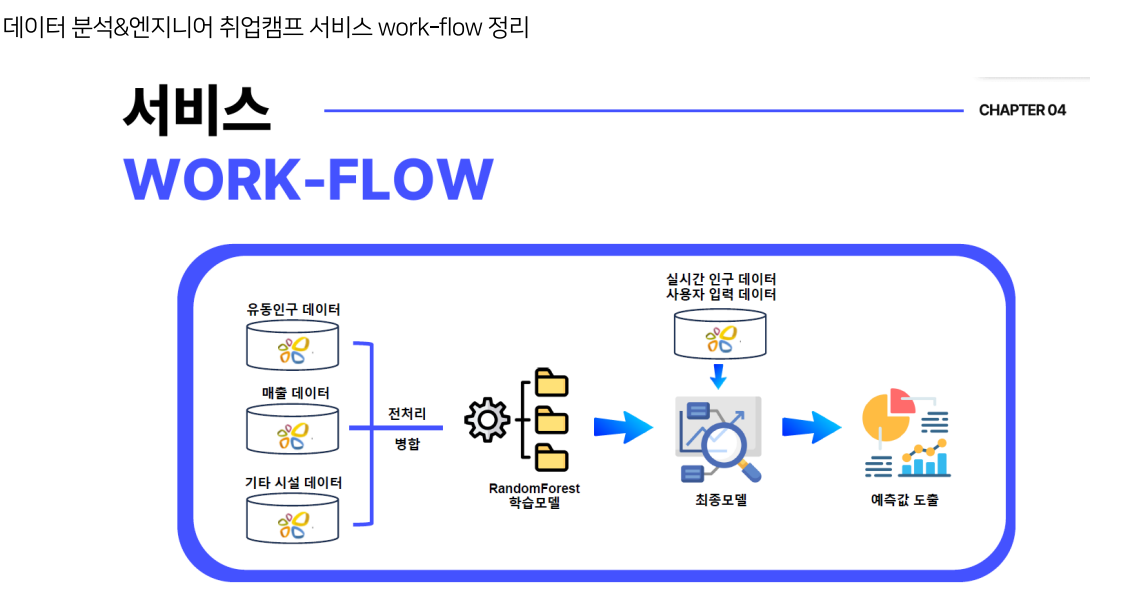 데이터 분석&엔지니어 취업캠프 서비스 work-flow 정리
서비스
CHAPTER 04
WORK-FLOW
실시간 인구 데이터
사용자 입력 데이터
유동인구 데이터
매출 데이터
전처리
병합
기타 시설 데이터
RandomForest
학습모델
최종모델
예측값 도출